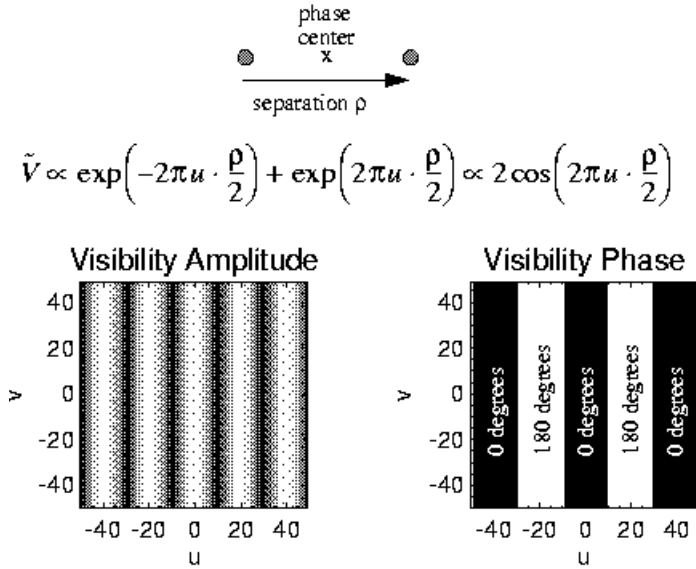 phase
center
x
separation ρ
Ṽ ∝ exp(−2πu · ρ/2) + exp(2πu · ρ/2) ∝ 2cos(2πu · ρ/2)
Visibility Amplitude
40
20
0
-20
-40
v
-40 -20 0 20 40
u
Visibility Phase
40
20
0
-20
-40
v
0 degrees
180 degrees
0 degrees
180 degrees
0 degrees
-40 -20 0 20 40
u